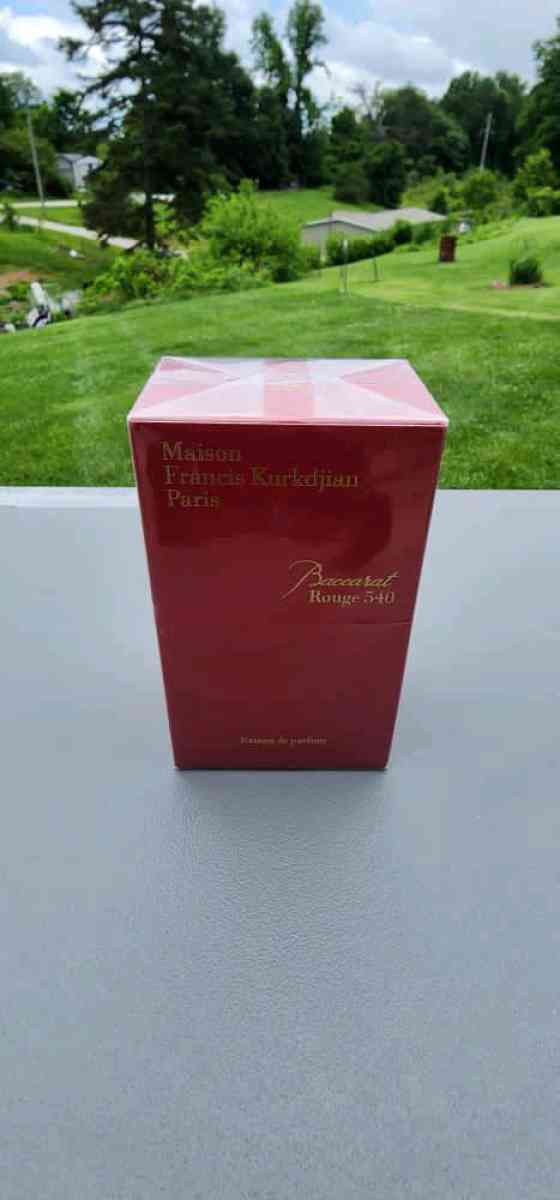 Maison
Francis Kurkdjian
Paris
Baccarat
Rouge 540
Extrait de parfum